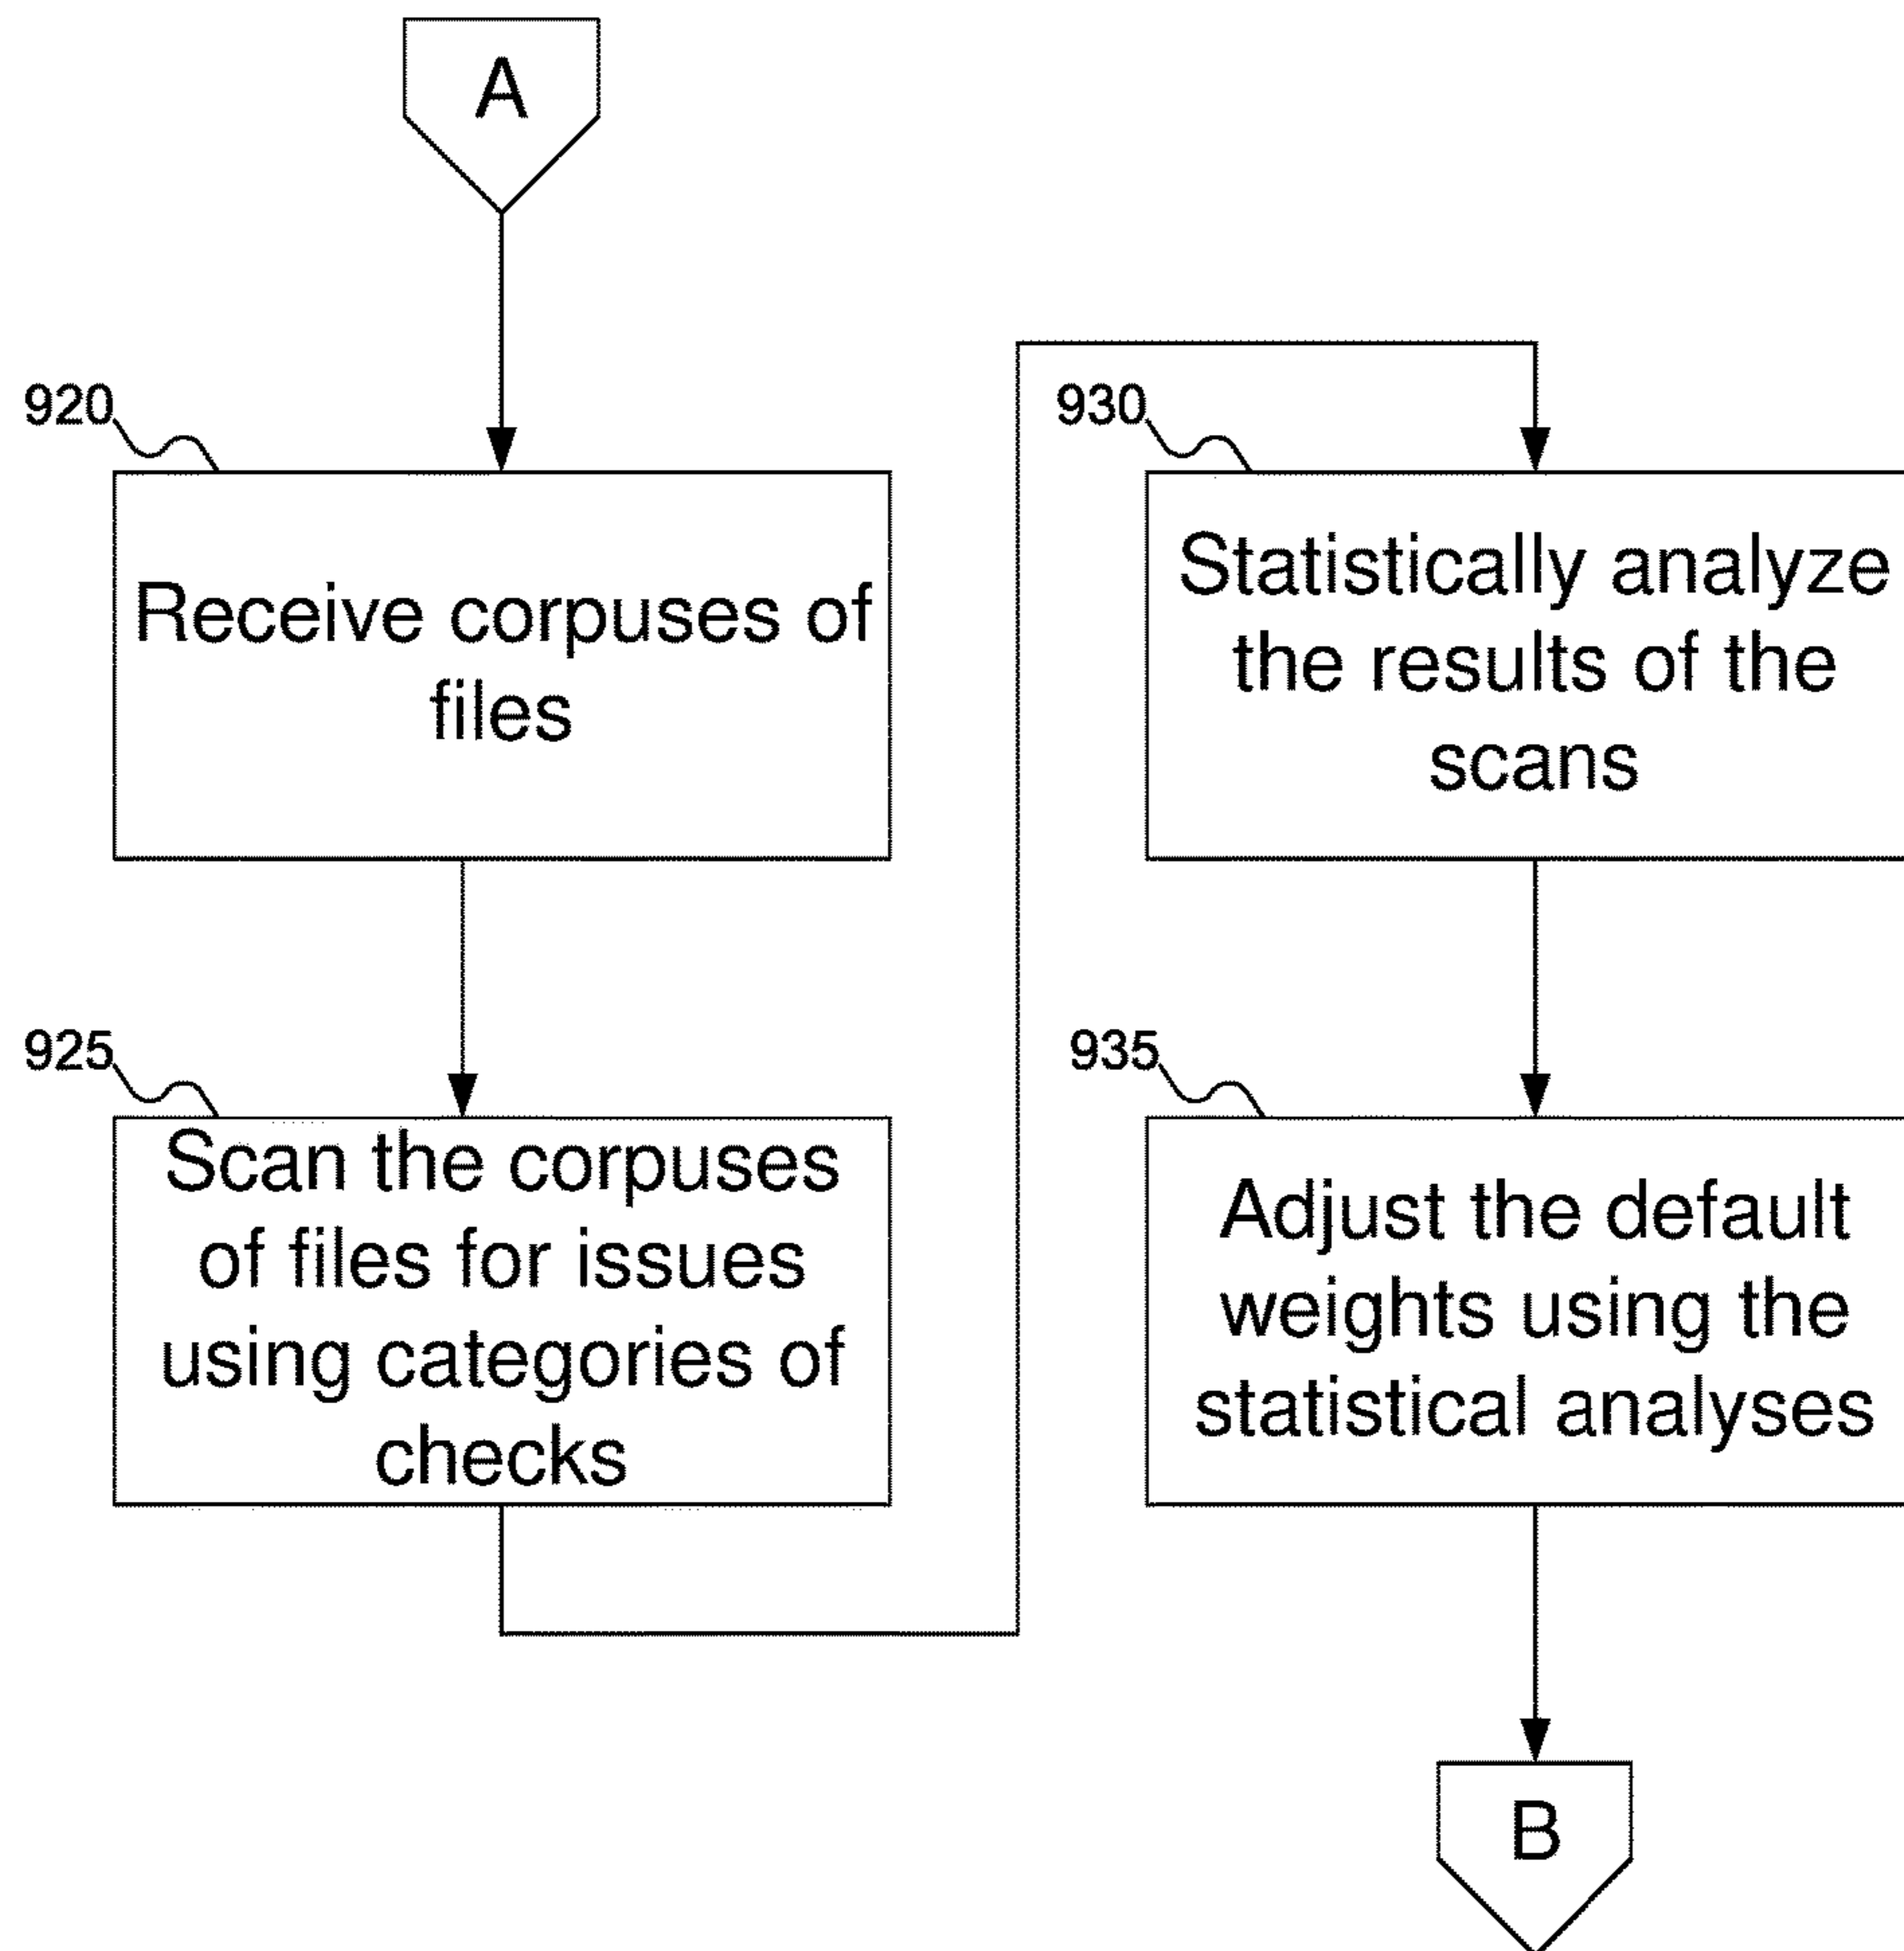 A
920
Receive corpuses of
files
925
Scan the corpuses
of files for issues
using categories of
checks
930
Statistically analyze
the results of the
scans
935
Adjust the default
weights using the
statistical analyses
B